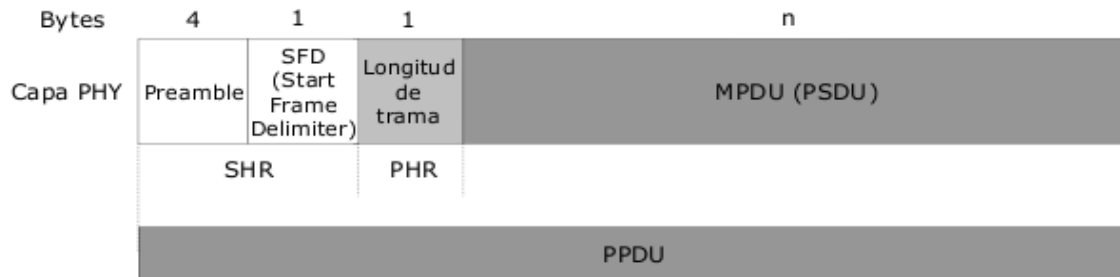 Bytes 4 1 1 n
Capa PHY Preamble SFD (Start Frame Delimiter) Longitud de trama MPDU (PSDU)
SHR PHR
PPDU